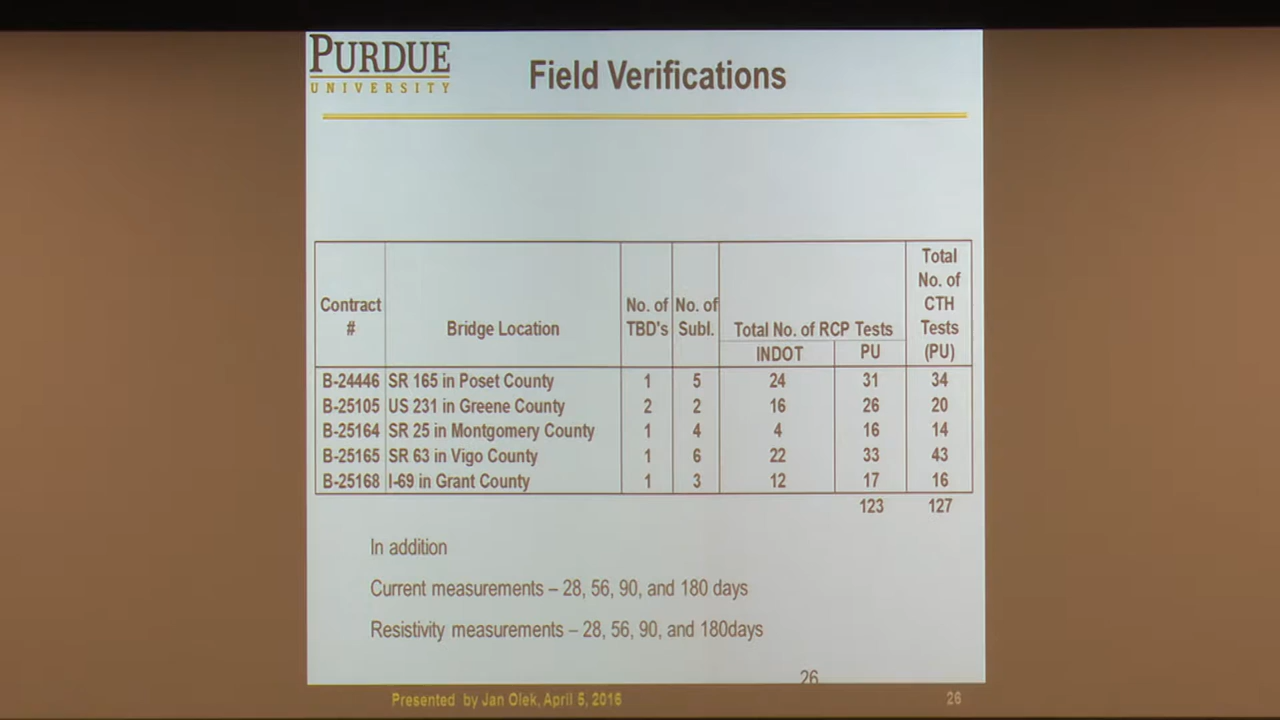 PURDUE
UNIVERSITY
Field Verifications
Contract # Bridge Location No. of TBD's No. of Subl. Total No. of RCP Tests Total No. of CTH Tests (PU)
INDOT PU
B-24446 SR 165 in Poset County 1 5 24 31 34
B-25105 US 231 in Greene County 2 2 16 26 20
B-25164 SR 25 in Montgomery County 1 4 4 16 14
B-25165 SR 63 in Vigo County 1 6 22 33 43
B-25168 I-69 in Grant County 1 3 12 17 16
123 127
In addition
Current measurements – 28, 56, 90, and 180 days
Resistivity measurements – 28, 56, 90, and 180days
26
Presented by Jan Olek, April 5, 2016 26